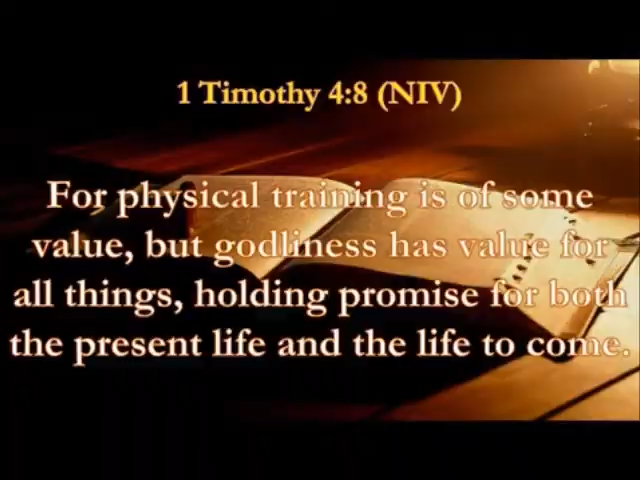 1 Timothy 4:8 (NIV)
For physical training is of some
value, but godliness has value for
all things, holding promise for both
the present life and the life to come.